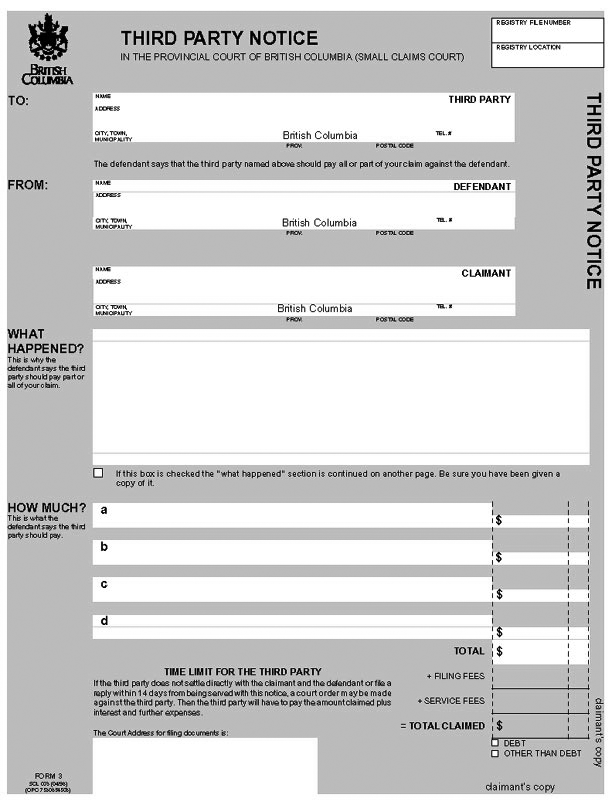 BRITISH
COLUMBIA
THIRD PARTY NOTICE
IN THE PROVINCIAL COURT OF BRITISH COLUMBIA (SMALL CLAIMS COURT)
REGISTRY FILE NUMBER
REGISTRY LOCATION
THIRD PARTY NOTICE
TO:
NAME
THIRD PARTY
ADDRESS
CITY, TOWN,
MUNICIPALITY
British Columbia
TEL. #
PROV.
POSTAL CODE
The defendant says that the third party named above should pay all or part of your claim against the defendant.
FROM:
NAME
DEFENDANT
ADDRESS
CITY, TOWN,
MUNICIPALITY
British Columbia
TEL. #
PROV.
POSTAL CODE
NAME
CLAIMANT
ADDRESS
CITY, TOWN,
MUNICIPALITY
British Columbia
TEL. #
PROV.
POSTAL CODE
WHAT
HAPPENED?
This is why the
defendant says the third
party should pay part or
all of your claim.
If this box is checked the "what happened" section is continued on another page. Be sure you have been given a
copy of it.
HOW MUCH?
This is what the
defendant says the third
party should pay.
a
$
b
$
c
$
d
$
TOTAL $
TIME LIMIT FOR THE THIRD PARTY
If the third party does not settle directly with the claimant and the defendant or file a
reply within 14 days from being served with this notice, a court order may be made
against the third party. Then the third party will have to pay the amount claimed plus
interest and further expenses.
+ FILING FEES
+ SERVICE FEES
= TOTAL CLAIMED $
The Court Address for filing documents is:
DEBT
OTHER THAN DEBT
claimant's copy
FORM 3
claimant's copy